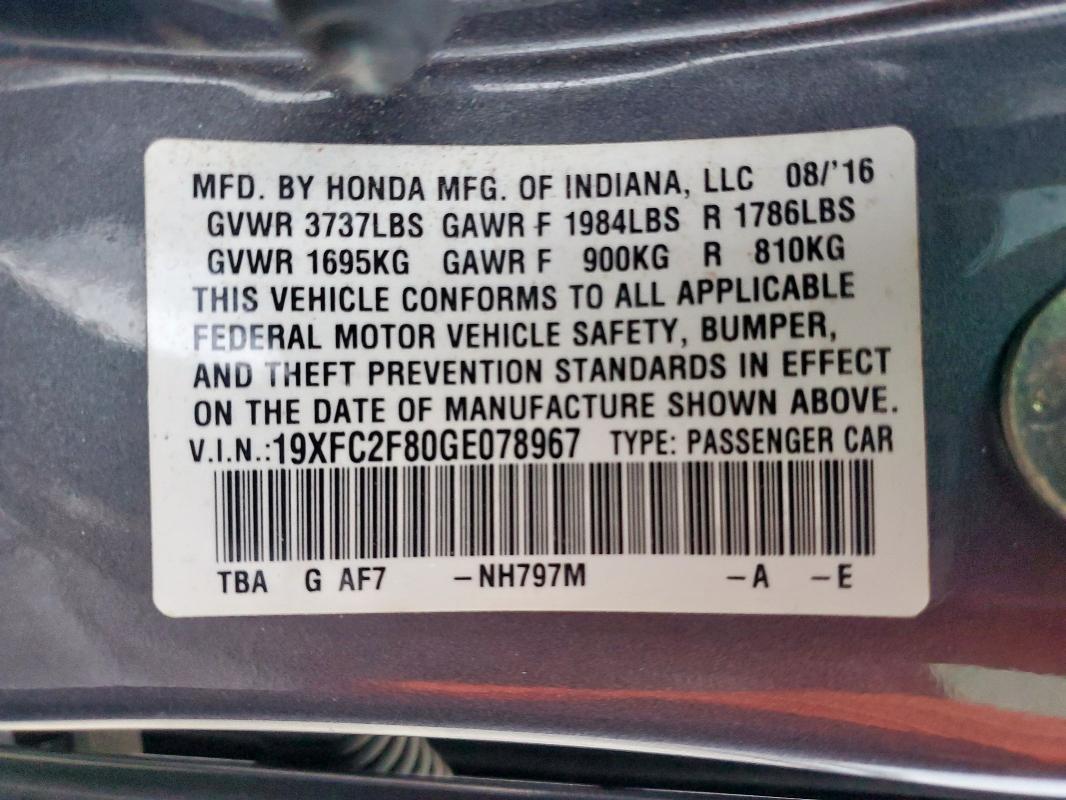 MFD. BY HONDA MFG. OF INDIANA, LLC 08/'16
GVWR 3737LBS GAWR F 1984LBS R 1786LBS
GVWR 1695KG GAWR F 900KG R 810KG
THIS VEHICLE CONFORMS TO ALL APPLICABLE
FEDERAL MOTOR VEHICLE SAFETY, BUMPER,
AND THEFT PREVENTION STANDARDS IN EFFECT
ON THE DATE OF MANUFACTURE SHOWN ABOVE.
V.I.N.:19XFC2F80GE078967 TYPE: PASSENGER CAR
TBA G AF7 –NH797M –A –E